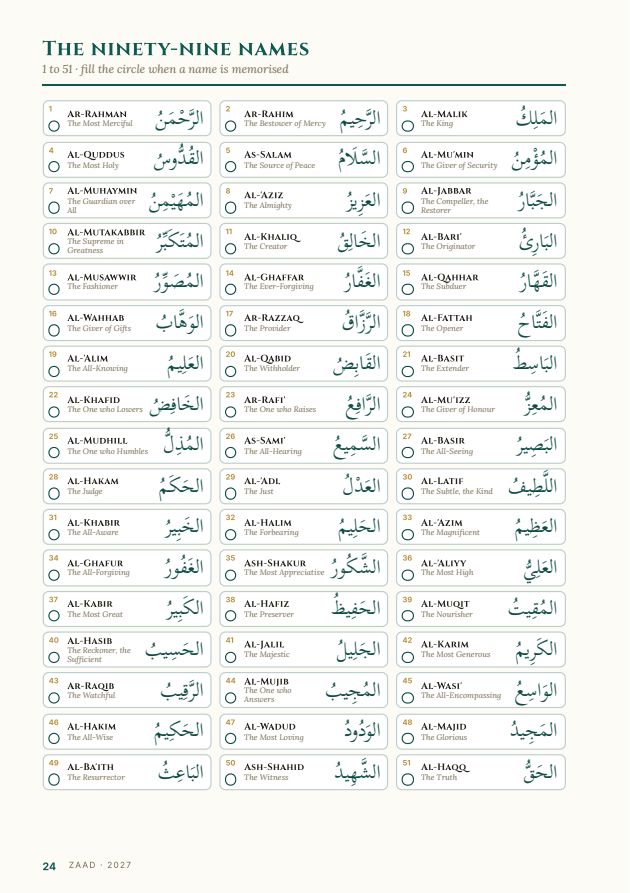 The ninety-nine names
1 to 51 · fill the circle when a name is memorised
1
Ar-Rahman
The Most Merciful
الرَّحْمَنُ
2
Ar-Rahim
The Bestower of Mercy
الرَّحِيمُ
3
Al-Malik
The King
المَلِكُ
4
Al-Quddus
The Most Holy
القُدُّوسُ
5
As-Salam
The Source of Peace
السَّلَامُ
6
Al-Mu'min
The Giver of Security
المُؤْمِنُ
7
Al-Muhaymin
The Guardian over
All
المُهَيْمِنُ
8
Al-'Aziz
The Almighty
العَزِيزُ
9
Al-Jabbar
The Compeller, the
Restorer
الجَبَّارُ
10
Al-Mutakabbir
The Supreme in
Greatness
المُتَكَبِّرُ
11
Al-Khaliq
The Creator
الخَالِقُ
12
Al-Bari'
The Originator
البَارِئُ
13
Al-Musawwir
The Fashioner
المُصَوِّرُ
14
Al-Ghaffar
The Ever-Forgiving
الغَفَّارُ
15
Al-Qahhar
The Subduer
القَهَّارُ
16
Al-Wahhab
The Giver of Gifts
الوَهَّابُ
17
Ar-Razzaq
The Provider
الرَّزَّاقُ
18
Al-Fattah
The Opener
الفَتَّاحُ
19
Al-'Alim
The All-Knowing
العَلِيمُ
20
Al-Qabid
The Withholder
القَابِضُ
21
Al-Basit
The Extender
البَاسِطُ
22
Al-Khafid
The One who Lowers
الخَافِضُ
23
Ar-Rafi'
The One who Raises
الرَّافِعُ
24
Al-Mu'izz
The Giver of Honour
المُعِزُّ
25
Al-Mudhill
The One who Humbles
المُذِلُّ
26
As-Sami'
The All-Hearing
السَّمِيعُ
27
Al-Basir
The All-Seeing
البَصِيرُ
28
Al-Hakam
The Judge
الحَكَمُ
29
Al-'Adl
The Just
العَدْلُ
30
Al-Latif
The Subtle, the Kind
اللَّطِيفُ
31
Al-Khabir
The All-Aware
الخَبِيرُ
32
Al-Halim
The Forbearing
الحَلِيمُ
33
Al-'Azim
The Magnificent
العَظِيمُ
34
Al-Ghafur
The All-Forgiving
الغَفُورُ
35
Ash-Shakur
The Most Appreciative
الشَّكُورُ
36
Al-'Aliyy
The Most High
العَلِيُّ
37
Al-Kabir
The Most Great
الكَبِيرُ
38
Al-Hafiz
The Preserver
الحَفِيظُ
39
Al-Muqit
The Nourisher
المُقِيتُ
40
Al-Hasib
The Reckoner, the
Sufficient
الحَسِيبُ
41
Al-Jalil
The Majestic
الجَلِيلُ
42
Al-Karim
The Most Generous
الكَرِيمُ
43
Ar-Raqib
The Watchful
الرَّقِيبُ
44
Al-Mujib
The One who
Answers
المُجِيبُ
45
Al-Wasi'
The All-Encompassing
الوَاسِعُ
46
Al-Hakim
The All-Wise
الحَكِيمُ
47
Al-Wadud
The Most Loving
الوَدُودُ
48
Al-Majid
The Glorious
المَجِيدُ
49
Al-Ba'ith
The Resurrector
البَاعِثُ
50
Ash-Shahid
The Witness
الشَّهِيدُ
51
Al-Haqq
The Truth
الحَقُّ
24 ZAAD · 2027